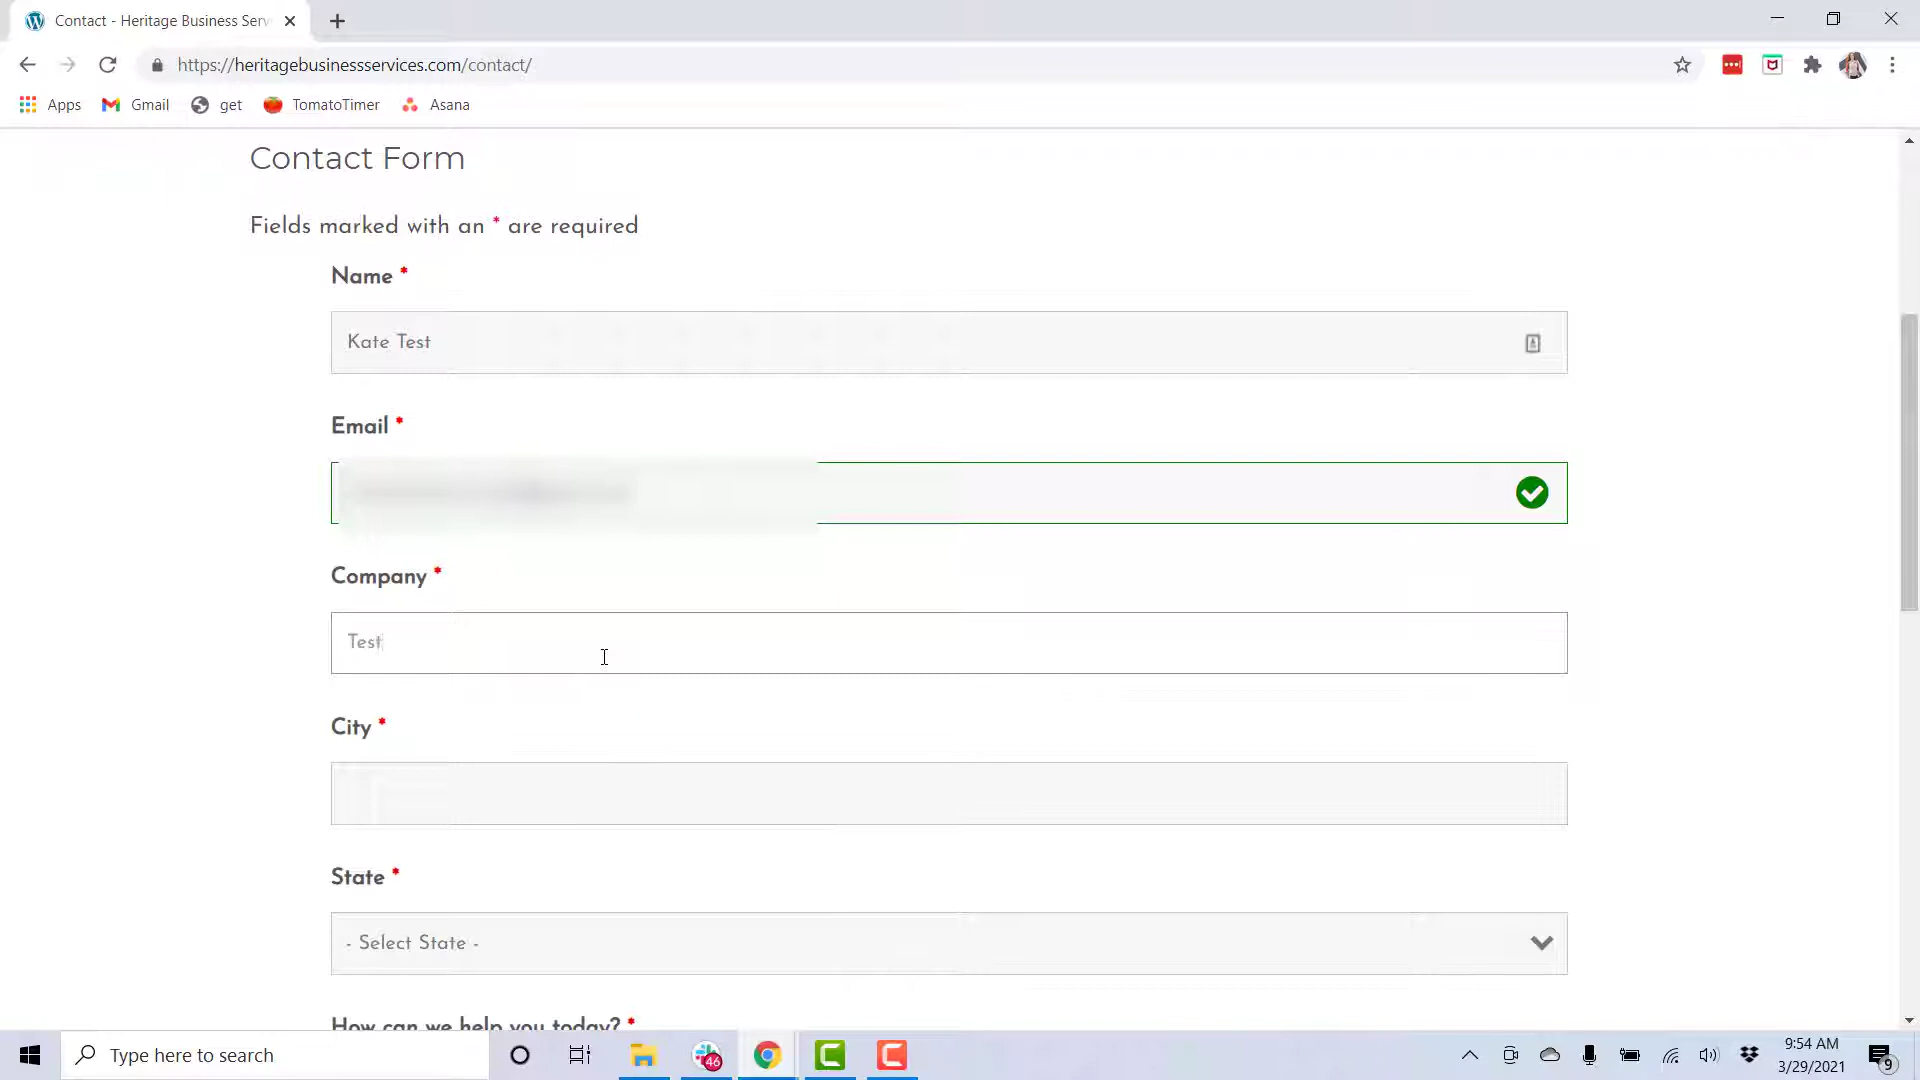 Contact - Heritage Business Serv
https://heritagebusinessservices.com/contact/
Apps Gmail get TomatoTimer Asana
Contact Form
Fields marked with an * are required
Name *
Kate Test
Email *
Company *
Test
City *
State *
- Select State -
How can we help you today? *
Type here to search
46
9:54 AM
3/29/2021
9